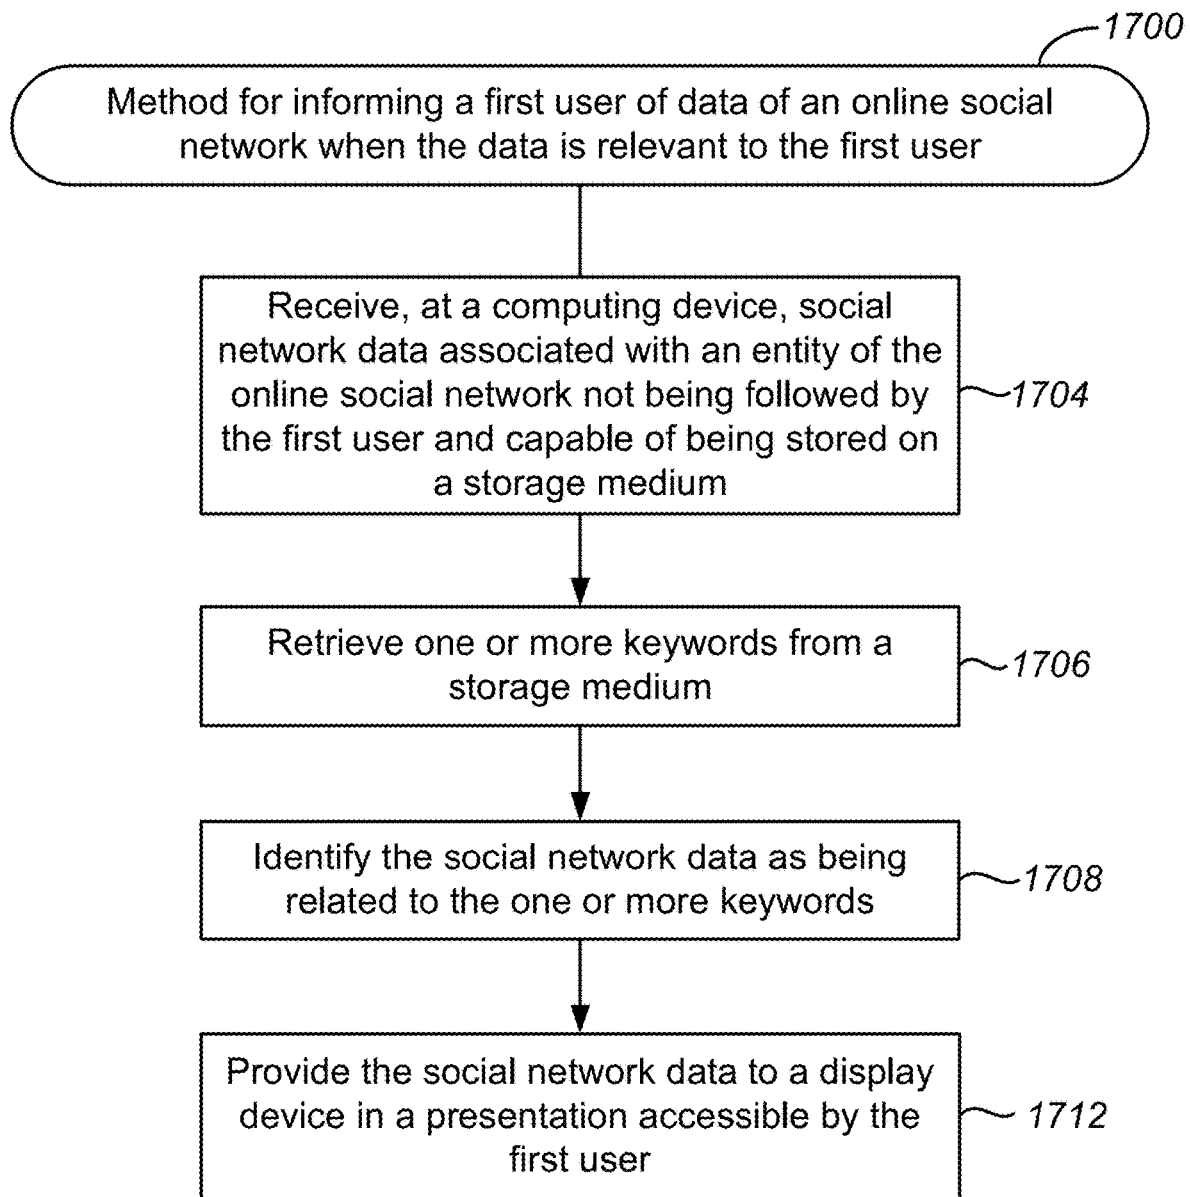 1700
Method for informing a first user of data of an online social
network when the data is relevant to the first user
Receive, at a computing device, social
network data associated with an entity of the
online social network not being followed by
the first user and capable of being stored on
a storage medium
1704
Retrieve one or more keywords from a
storage medium
1706
Identify the social network data as being
related to the one or more keywords
1708
Provide the social network data to a display
device in a presentation accessible by the
first user
1712